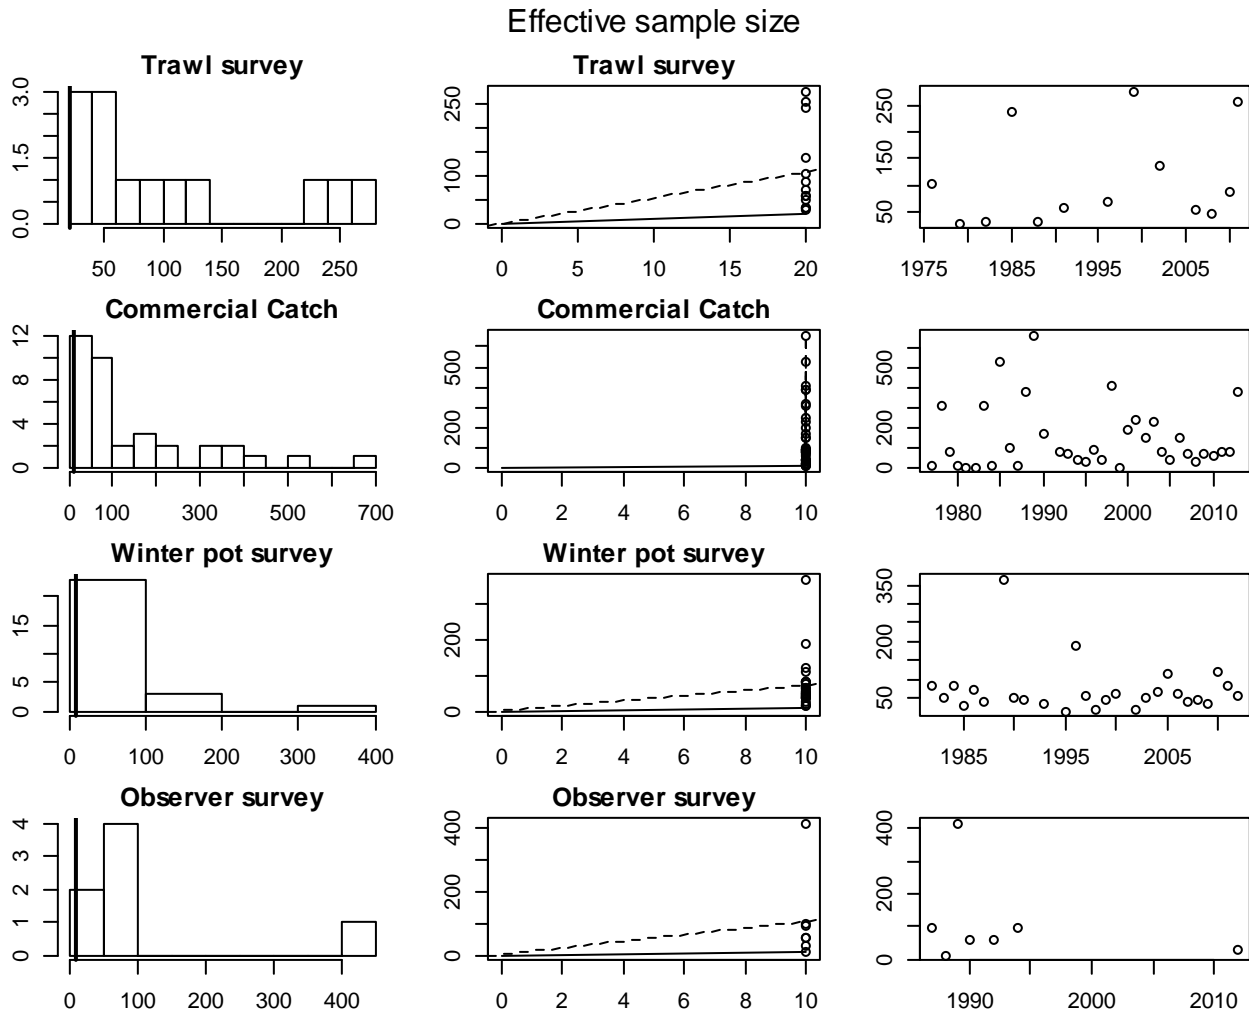 Effective sample size
Trawl survey
Trawl survey
0.0 1.5 3.0
50 100 150 200 250
0 100 250
0 5 10 15 20
50 150 250
1975 1985 1995 2005
Commercial Catch
Commercial Catch
0 4 8 12
0 100 300 500 700
0 200 500
0 2 4 6 8 10
0 200 500
1980 1990 2000 2010
Winter pot survey
Winter pot survey
0 5 15
0 100 200 300 400
0 200
0 2 4 6 8 10
50 200 350
1985 1995 2005
Observer survey
Observer survey
0 1 2 3 4
0 100 200 300 400
0 200 400
0 2 4 6 8 10
0 200 400
1990 2000 2010